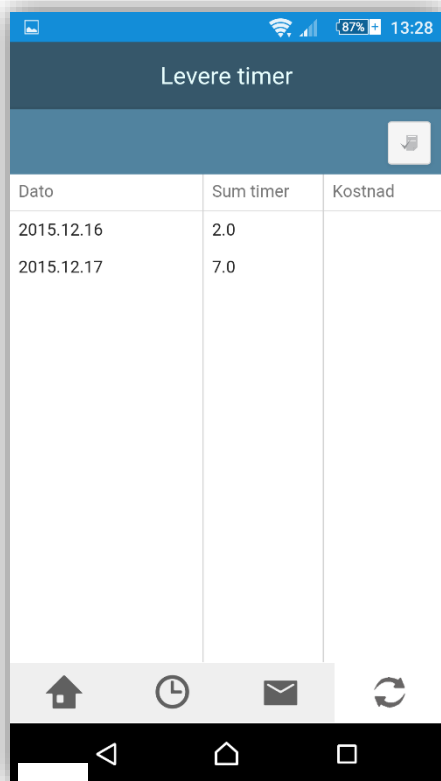 87% 13:28
Levere timer
Dato Sum timer Kostnad
2015.12.16 2.0
2015.12.17 7.0